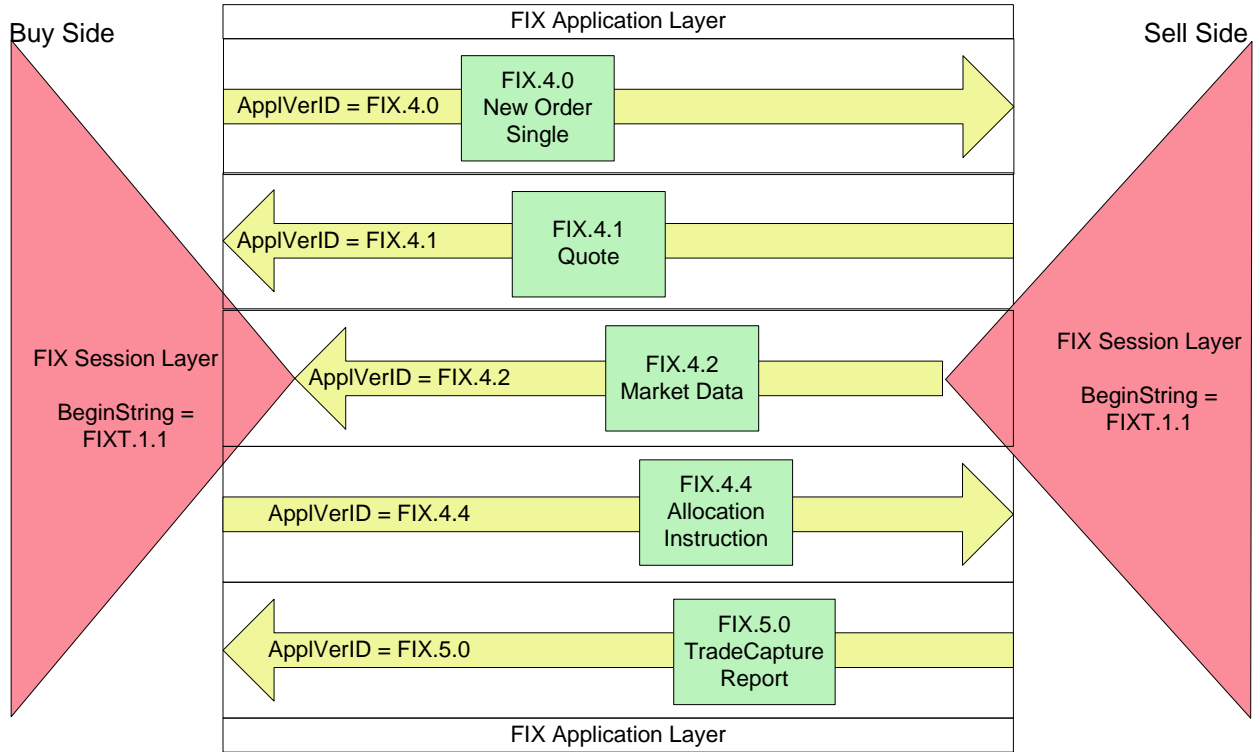 FIX Application Layer
Buy Side
Sell Side
ApplVerID = FIX.4.0
FIX.4.0
New Order
Single
ApplVerID = FIX.4.1
FIX.4.1
Quote
FIX Session Layer
BeginString =
FIXT.1.1
ApplVerID = FIX.4.2
FIX.4.2
Market Data
FIX Session Layer
BeginString =
FIXT.1.1
ApplVerID = FIX.4.4
FIX.4.4
Allocation
Instruction
ApplVerID = FIX.5.0
FIX.5.0
TradeCapture
Report
FIX Application Layer